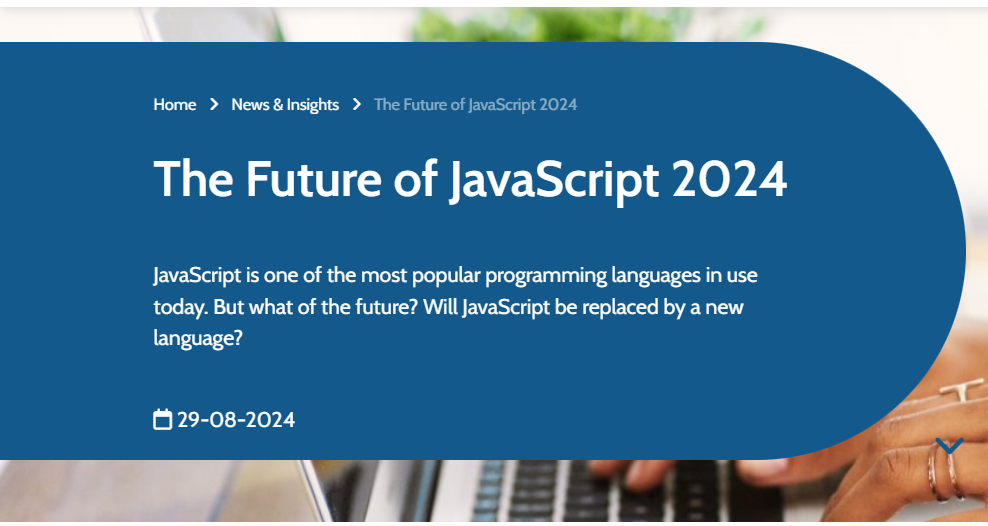 Home > News & Insights > The Future of JavaScript 2024
The Future of JavaScript 2024
JavaScript is one of the most popular programming languages in use
today. But what of the future? Will JavaScript be replaced by a new
language?
29-08-2024